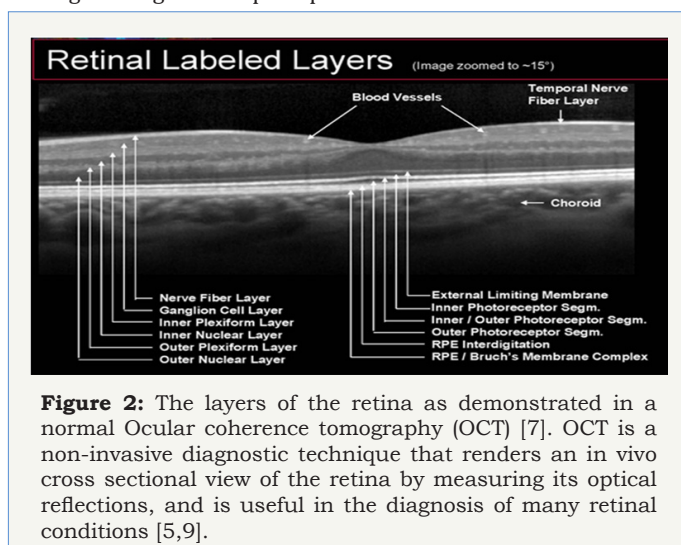 Retinal Labeled Layers (Image zoomed to ~15°)
Temporal Nerve
Fiber Layer
Blood Vessels
Choroid
Nerve Fiber Layer
Ganglion Cell Layer
Inner Plexiform Layer
Inner Nuclear Layer
Outer Plexiform Layer
Outer Nuclear Layer
External Limiting Membrane
Inner Photoreceptor Segm.
Inner / Outer Photoreceptor Segm.
Outer Photoreceptor Segm.
RPE Interdigitation
RPE / Bruch's Membrane Complex
Figure 2: The layers of the retina as demonstrated in a
normal Ocular coherence tomography (OCT) [7]. OCT is a
non-invasive diagnostic technique that renders an in vivo
cross sectional view of the retina by measuring its optical
reflections, and is useful in the diagnosis of many retinal
conditions [5,9].